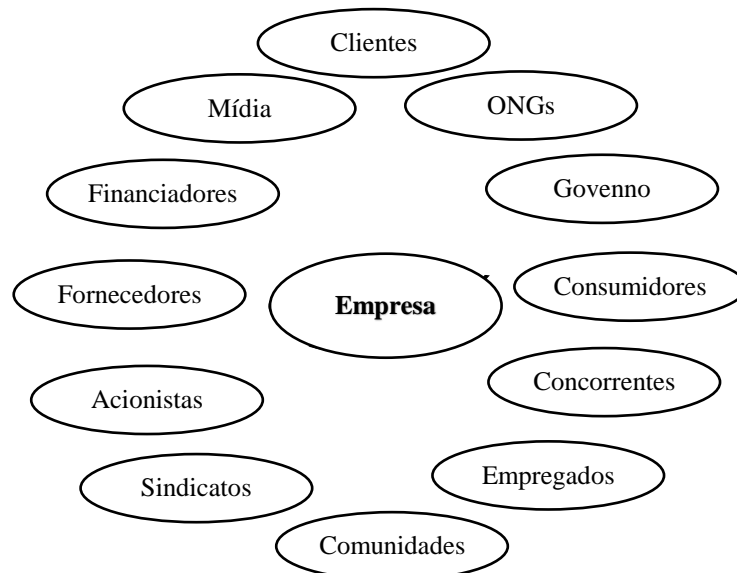 Clientes
Mídia
ONGs
Financiadores
Govenno
Fornecedores
Empresa
Consumidores
Acionistas
Concorrentes
Sindicatos
Empregados
Comunidades